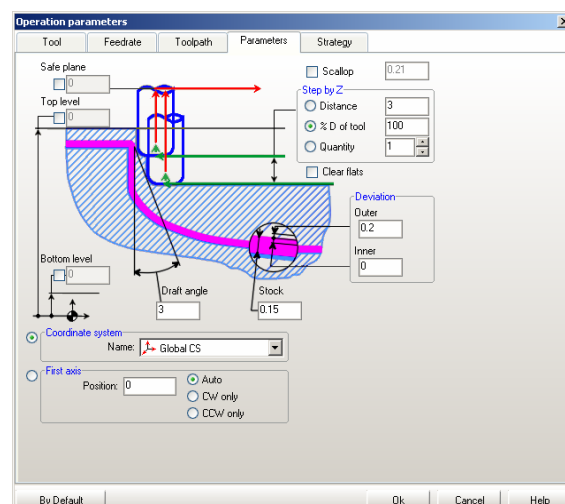 Operation parameters
Tool Feedrate Toolpath Parameters Strategy
Safe plane
0
Top level
0
Scallop 0.21
Step by Z
Distance 3
% D of tool 100
Quantity 1
Clear flats
Deviation
Outer
0.2
Inner
0
Bottom level
0
Draft angle
3
Stock
0.15
Coordinate system
Name: Global CS
First axis
Position: 0
Auto
CW only
CCW only
By Default Ok Cancel Help